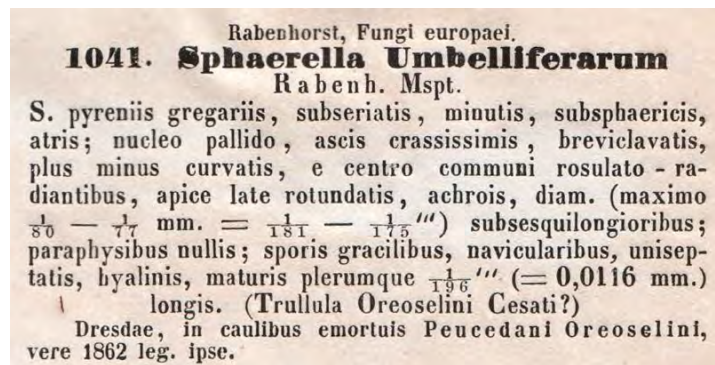 Rabenhorst, Fungi europaei.
1041. Sphaerella Umbelliferarum
Rabenh. Mspt.
S. pyreniis gregariis, subseriatis, minutis, subsphaericis,
atris; nucleo pallido, ascis crassissimis, breviclavatis,
plus minus curvatis, e centro communi rosulato-ra-
diantibus, apice late rotundatis, achrois, diam. (maximo
1/80 — 1/77 mm. = 1/181 — 1/175''') subsesquilongioribus;
paraphysibus nullis; sporis gracilibus, navicularibus, unisep-
tatis, hyalinis, maturis plerumque 1/196''' (= 0,0116 mm.)
longis. (Trullula Oreoselini Cesati?)
Dresdae, in caulibus emortuis Peucedani Oreoselini,
vere 1862 leg. ipse.